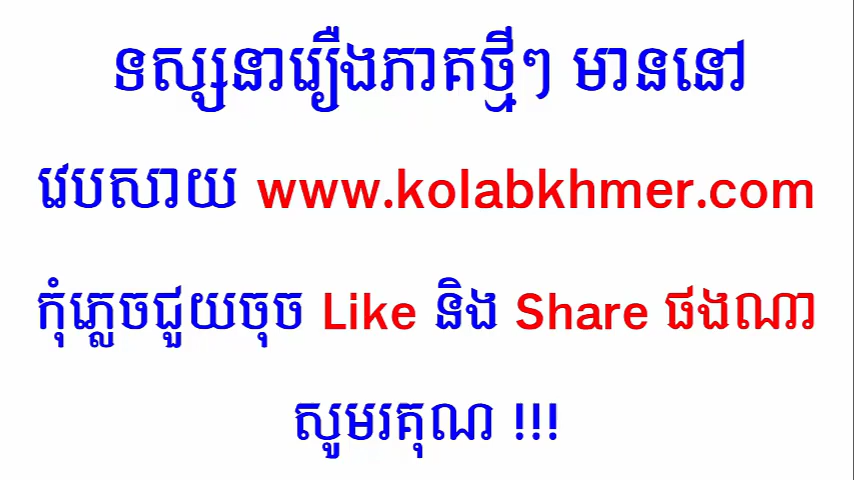 ទស្សនារឿងភាគថ្មីៗ មាននៅ
វេបសាយ www.kolabkhmer.com
កុំភ្លេចជួយចុច Like និង Share ផងណា
សូមរគុណ !!!